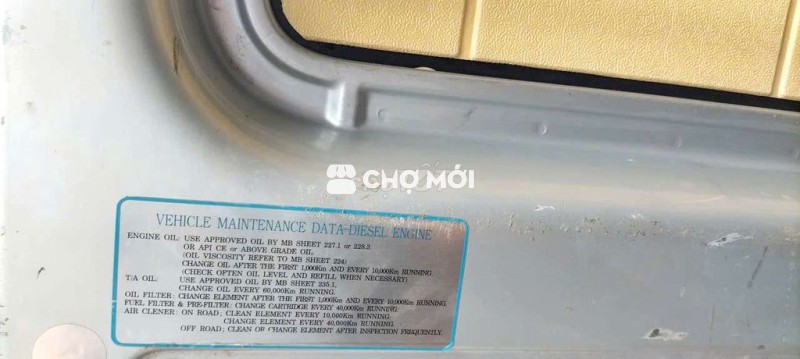 CHỢ MỚI
VEHICLE MAINTENANCE DATA-DIESEL ENGINE
ENGINE OIL: USE APPROVED OIL BY MB SHEET 227.1 or 228.3
OR API CE or ABOVE GRADE OIL.
(OIL VISCOSITY REFER TO MB SHEET 224)
CHANGE OIL AFTER THE FIRST 1,000Km AND EVERY 10,000Km RUNNING
(CHECK OFTEN OIL LEVEL AND REFILL WHEN NECESSARY)
T/A OIL: USE APPROVED OIL BY MB SHEET 235.1.
CHANGE OIL EVERY 60,000Km RUNNING.
OIL FILTER: CHANGE ELEMENT AFTER THE FIRST 1,000Km AND EVERY 10,000Km RUNNING.
FUEL FILTER & PRE-FILTER: CHANGE CARTRIDGE EVERY 40,000Km RUNNING.
AIR CLENER: ON ROAD; CLEAN ELEMENT EVERY 10,000Km RUNNING.
CHANGE ELEMENT EVERY 40,000Km RUNNING.
OFF ROAD; CLEAN OR CHANGE ELEMENT AFTER INSPECTION FREQUENTLY.